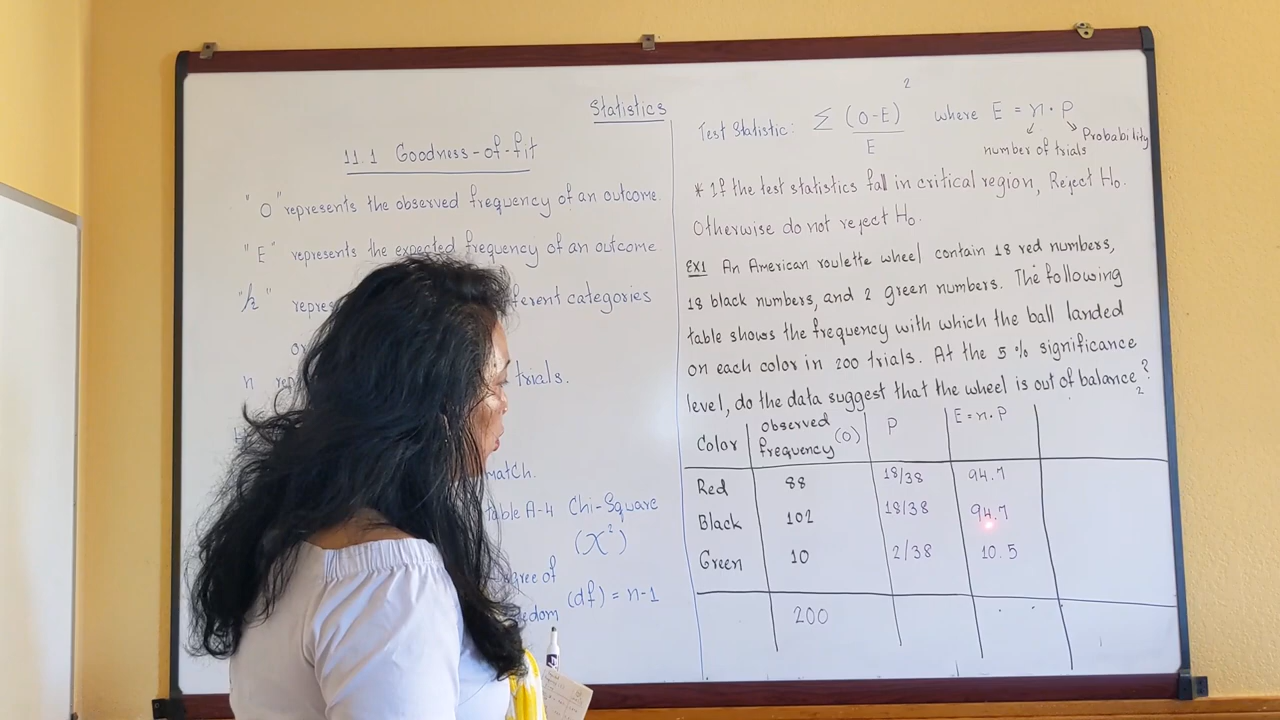 Statistics
11.1 Goodness-of-fit
"O" represents the observed frequency of an outcome.
"E" represents the expected frequency of an outcome
"k" ferent categories
n trials.
match.
table A-4 Chi-Square
(X²)
(df) = n-1
Test Statistic: Σ (O-E)² / E where E = n·P
number of trials Probability
* If the test statistics fall in critical region, Reject H₀.
Otherwise do not reject H₀.
Ex1 An American roulette wheel contain 18 red numbers,
18 black numbers, and 2 green numbers. The following
table shows the frequency with which the ball landed
on each color in 200 trials. At the 5% significance
level, do the data suggest that the wheel is out of balance?
Color observed frequency (O) P E = n·P 2
Red 88 18/38 94.7
Black 102 18/38 94.7
Green 10 2/38 10.5
200